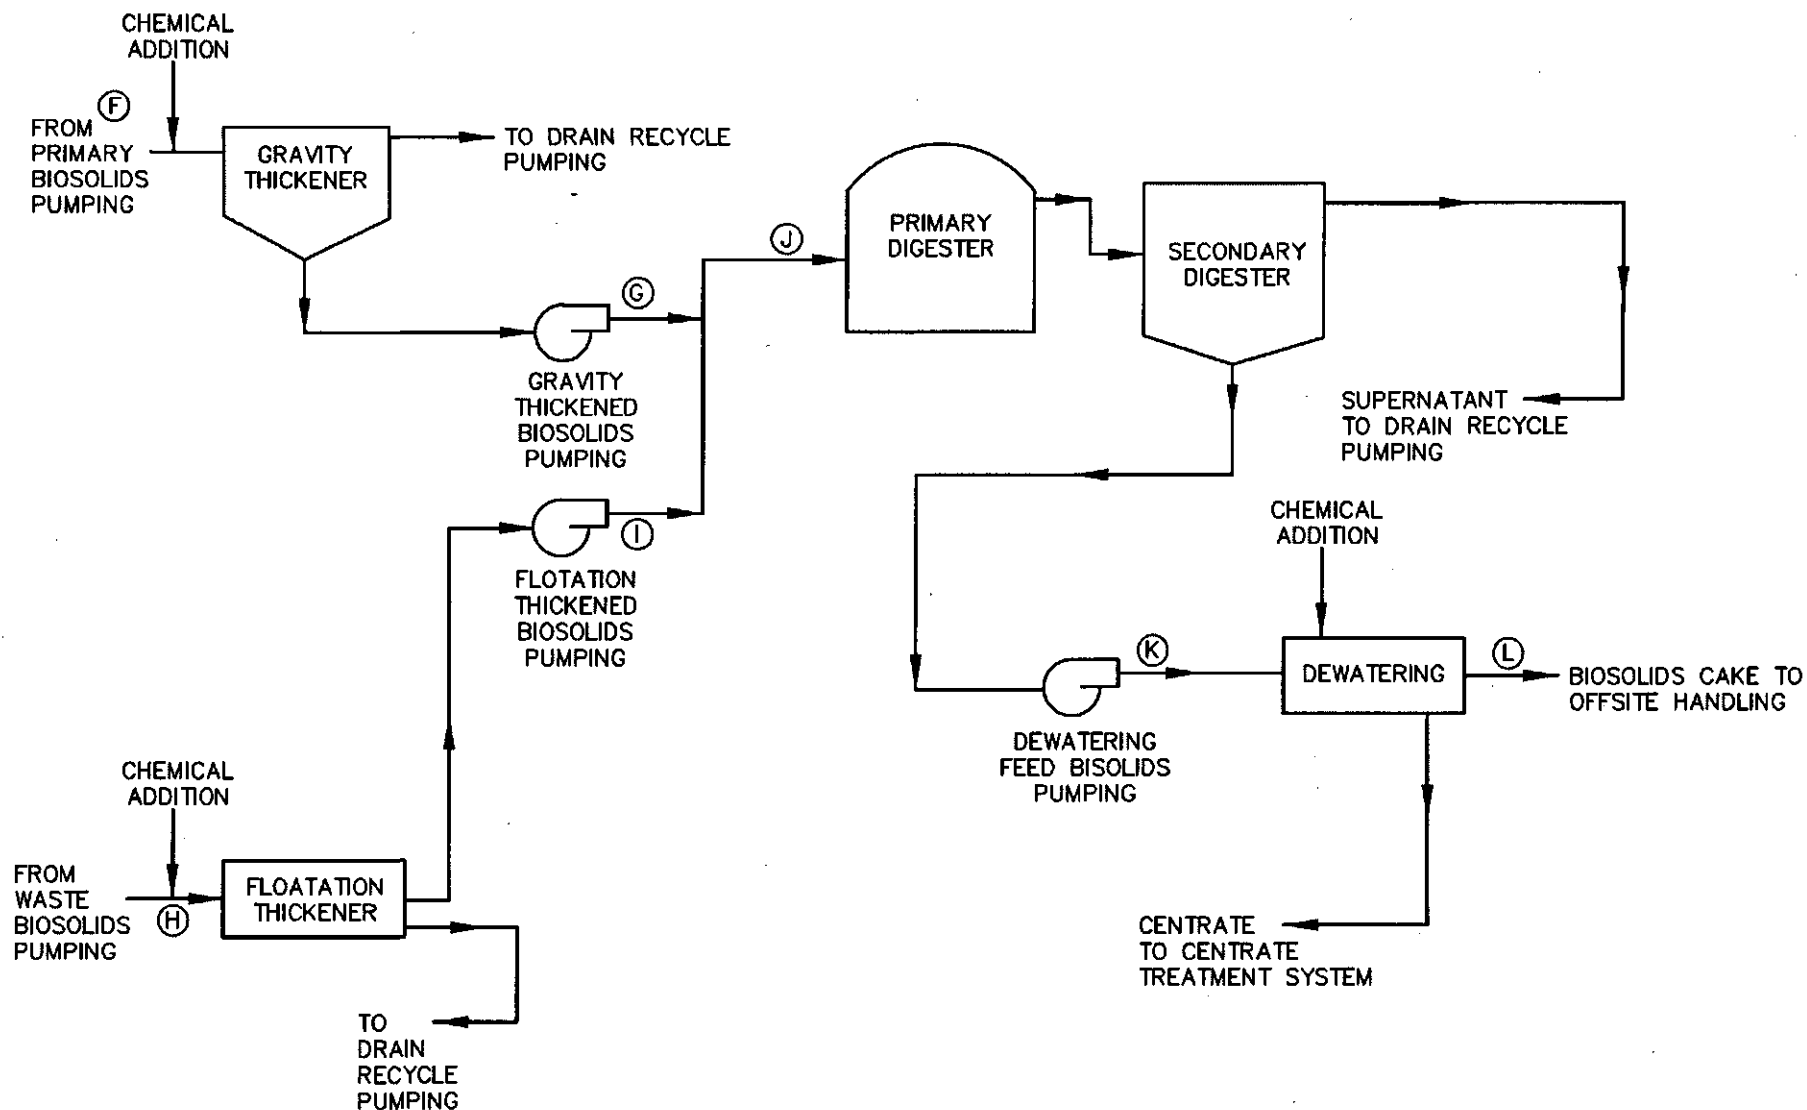 CHEMICAL
ADDITION
F
FROM
PRIMARY
BIOSOLIDS
PUMPING
GRAVITY
THICKENER
TO DRAIN RECYCLE
PUMPING
G
GRAVITY
THICKENED
BIOSOLIDS
PUMPING
J
PRIMARY
DIGESTER
SECONDARY
DIGESTER
SUPERNATANT
TO DRAIN RECYCLE
PUMPING
I
FLOTATION
THICKENED
BIOSOLIDS
PUMPING
CHEMICAL
ADDITION
K
DEWATERING
L
BIOSOLIDS CAKE TO
OFFSITE HANDLING
DEWATERING
FEED BISOLIDS
PUMPING
CHEMICAL
ADDITION
FROM
WASTE
BIOSOLIDS
PUMPING
H
FLOATATION
THICKENER
CENTRATE
TO CENTRATE
TREATMENT SYSTEM
TO
DRAIN
RECYCLE
PUMPING